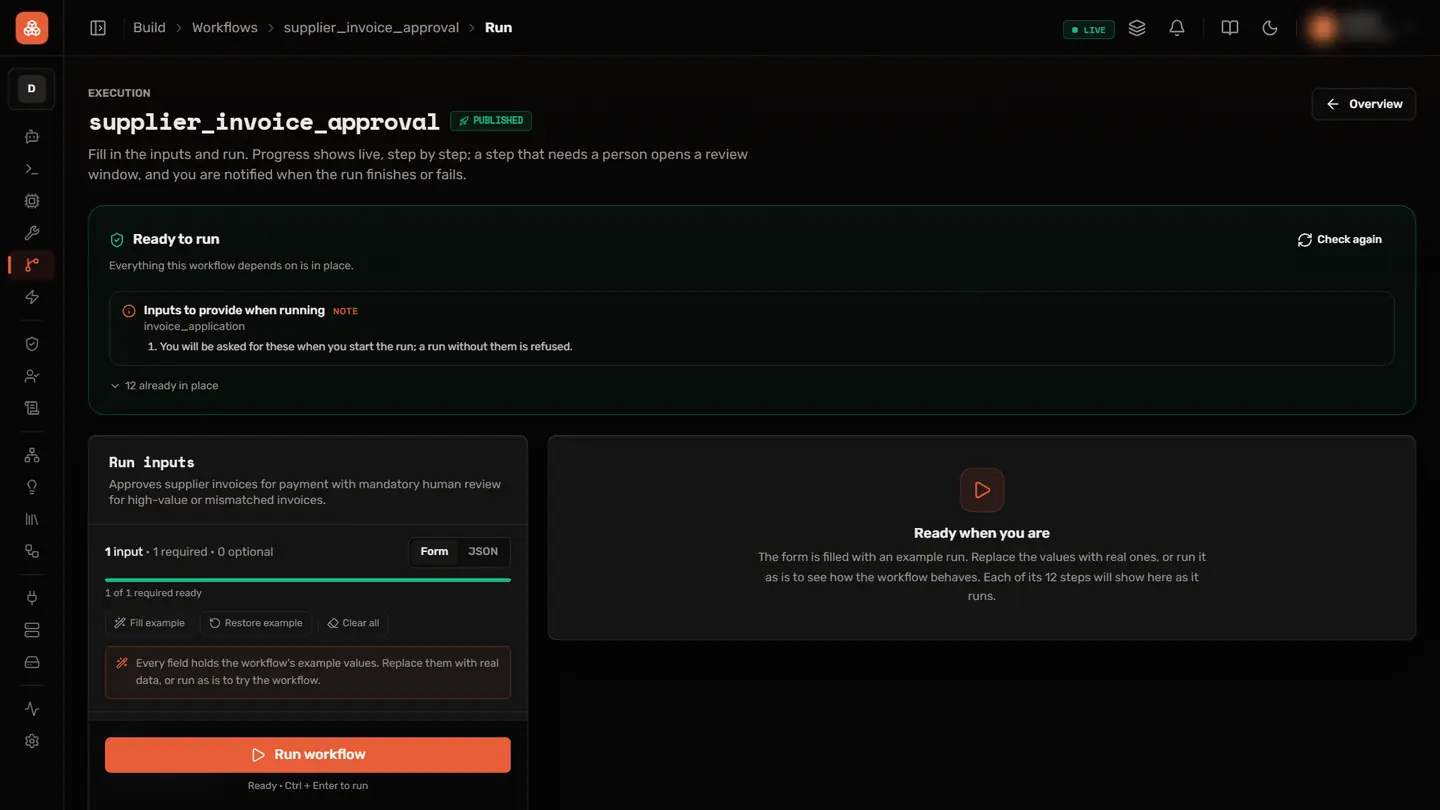 Build > Workflows > supplier_invoice_approval > Run
LIVE
D
EXECUTION
Overview
supplier_invoice_approval
PUBLISHED
Fill in the inputs and run. Progress shows live, step by step; a step that needs a person opens a review
window, and you are notified when the run finishes or fails.
Ready to run
Check again
Everything this workflow depends on is in place.
Inputs to provide when running NOTE
invoice_application
1. You will be asked for these when you start the run; a run without them is refused.
12 already in place
Run inputs
Approves supplier invoices for payment with mandatory human review
for high-value or mismatched invoices.
1 input • 1 required • 0 optional
Form JSON
1 of 1 required ready
Fill example Restore example Clear all
Every field holds the workflow's example values. Replace them with real
data, or run as is to try the workflow.
Run workflow
Ready • Ctrl + Enter to run
Ready when you are
The form is filled with an example run. Replace the values with real ones, or run it
as is to see how the workflow behaves. Each of its 12 steps will show here as it
runs.